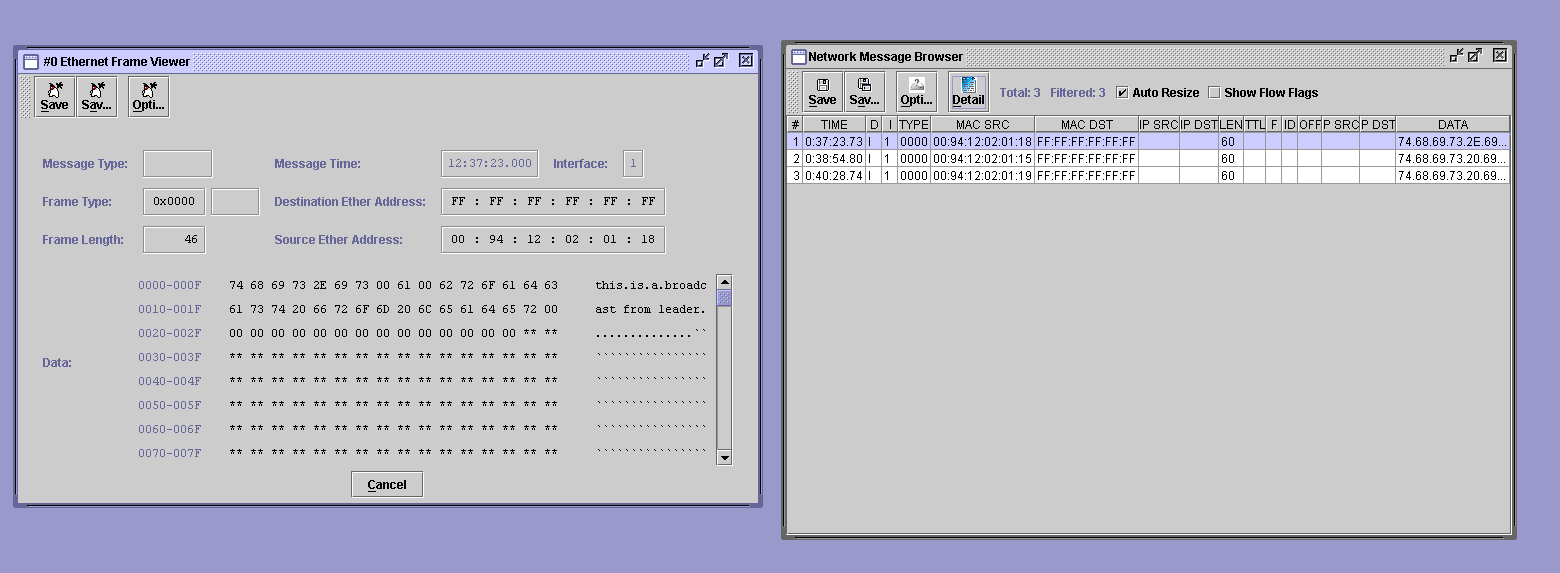 #0 Ethernet Frame Viewer
Save Sav... Opti...
Message Type: Message Time: 12:37:23.000 Interface: 1
Frame Type: 0x0000 Destination Ether Address: FF : FF : FF : FF : FF : FF
Frame Length: 46 Source Ether Address: 00 : 94 : 12 : 02 : 01 : 18
Data:
0000-000F 74 68 69 73 2E 69 73 00 61 00 62 72 6F 61 64 63 this.is.a.broadc
0010-001F 61 73 74 20 66 72 6F 6D 20 6C 65 61 64 65 72 00 ast from leader.
0020-002F 00 00 00 00 00 00 00 00 00 00 00 00 00 00 ** ** ..............``
0030-003F ** ** ** ** ** ** ** ** ** ** ** ** ** ** ** ** ````````````````
0040-004F ** ** ** ** ** ** ** ** ** ** ** ** ** ** ** ** ````````````````
0050-005F ** ** ** ** ** ** ** ** ** ** ** ** ** ** ** ** ````````````````
0060-006F ** ** ** ** ** ** ** ** ** ** ** ** ** ** ** ** ````````````````
0070-007F ** ** ** ** ** ** ** ** ** ** ** ** ** ** ** ** ````````````````
Cancel
Network Message Browser
Save Sav... Opti... Detail Total: 3 Filtered: 3 Auto Resize Show Flow Flags
# TIME D I TYPE MAC SRC MAC DST IP SRC IP DST LEN TTL F ID OFF P SRC P DST DATA
1 0:37:23.73 I 1 0000 00:94:12:02:01:18 FF:FF:FF:FF:FF:FF 60 74.68.69.73.2E.69...
2 0:38:54.80 I 1 0000 00:94:12:02:01:15 FF:FF:FF:FF:FF:FF 60 74.68.69.73.20.69...
3 0:40:28.74 I 1 0000 00:94:12:02:01:19 FF:FF:FF:FF:FF:FF 60 74.68.69.73.20.69...